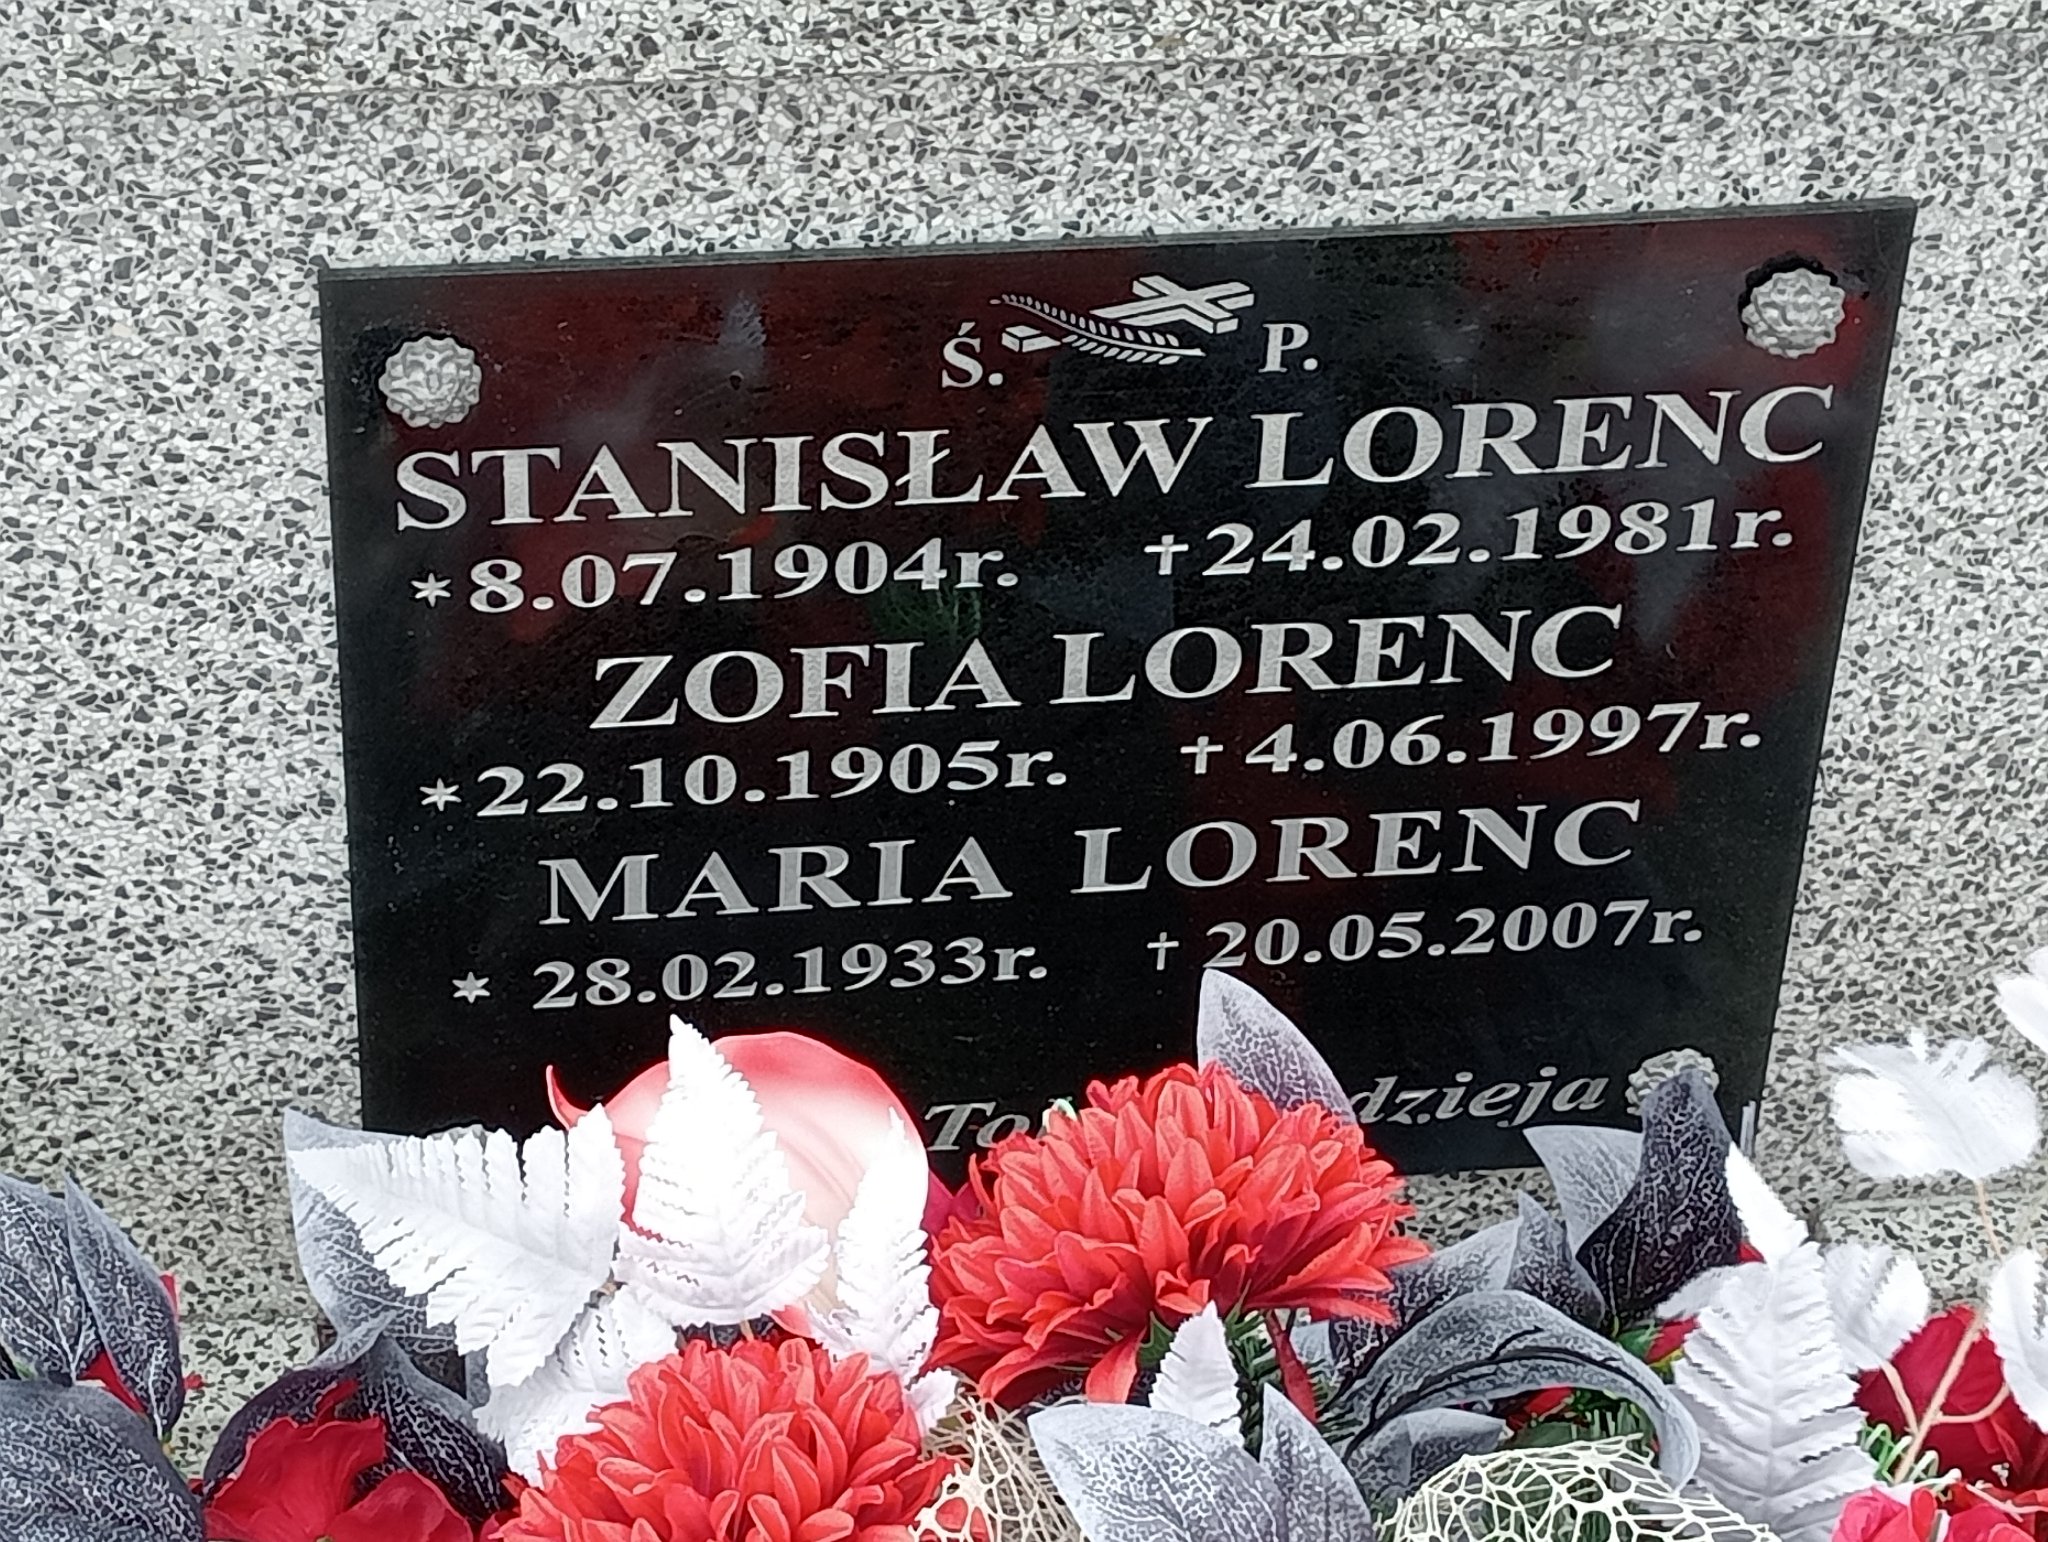 Ś. P.
STANISŁAW LORENC
*8.07.1904r. †24.02.1981r.
ZOFIA LORENC
*22.10.1905r. †4.06.1997r.
MARIA LORENC
* 28.02.1933r. †20.05.2007r.